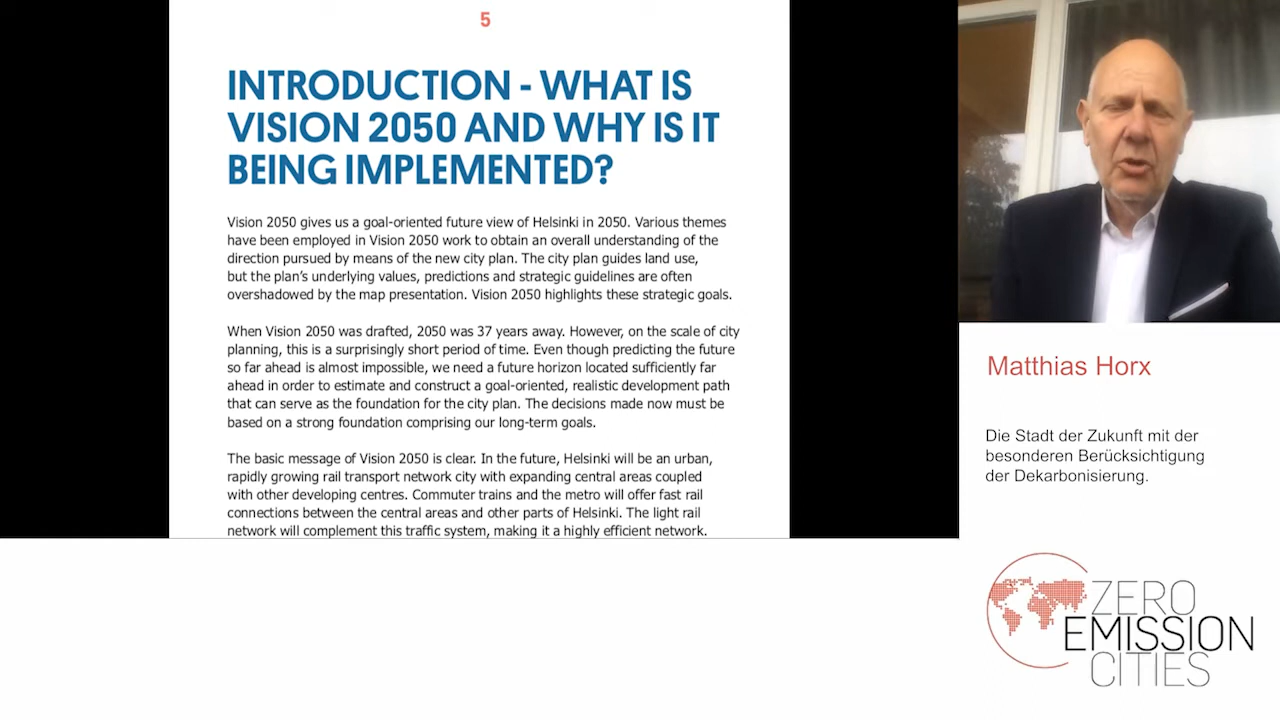 5
INTRODUCTION - WHAT IS
VISION 2050 AND WHY IS IT
BEING IMPLEMENTED?
Vision 2050 gives us a goal-oriented future view of Helsinki in 2050. Various themes
have been employed in Vision 2050 work to obtain an overall understanding of the
direction pursued by means of the new city plan. The city plan guides land use,
but the plan's underlying values, predictions and strategic guidelines are often
overshadowed by the map presentation. Vision 2050 highlights these strategic goals.
When Vision 2050 was drafted, 2050 was 37 years away. However, on the scale of city
planning, this is a surprisingly short period of time. Even though predicting the future
so far ahead is almost impossible, we need a future horizon located sufficiently far
ahead in order to estimate and construct a goal-oriented, realistic development path
that can serve as the foundation for the city plan. The decisions made now must be
based on a strong foundation comprising our long-term goals.
The basic message of Vision 2050 is clear. In the future, Helsinki will be an urban,
rapidly growing rail transport network city with expanding central areas coupled
with other developing centres. Commuter trains and the metro will offer fast rail
connections between the central areas and other parts of Helsinki. The light rail
network will complement this traffic system, making it a highly efficient network.
Matthias Horx
Die Stadt der Zukunft mit der
besonderen Berücksichtigung
der Dekarbonisierung.
ZERO
EMISSION
CITIES